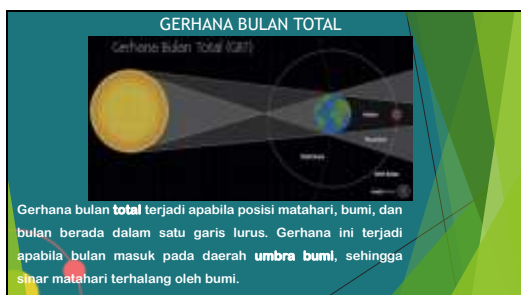 GERHANA BULAN TOTAL
Gerhana Bulan Total (GBT)
Gerhana bulan total terjadi apabila posisi matahari, bumi, dan
bulan berada dalam satu garis lurus. Gerhana ini terjadi
apabila bulan masuk pada daerah umbra bumi, sehingga
sinar matahari terhalang oleh bumi.